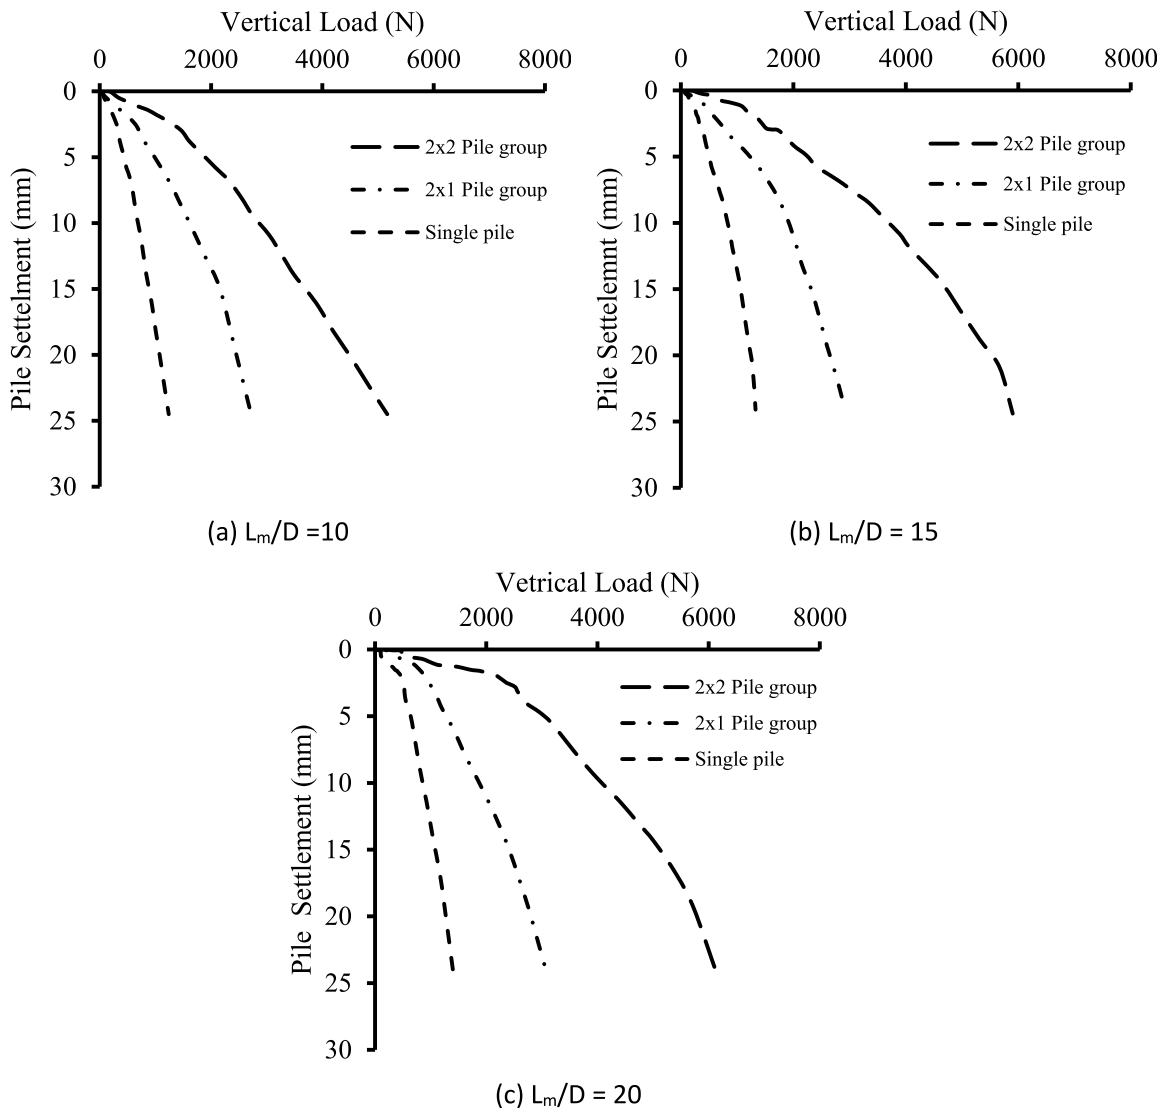 Vertical Load (N)
0 2000 4000 6000 8000
0
5
10
15
20
25
30
Pile Settelment (mm)
2x2 Pile group
2x1 Pile group
Single pile
(a) Lₘ/D =10
Vertical Load (N)
0 2000 4000 6000 8000
0
5
10
15
20
25
30
Pile Settelemnt (mm)
2x2 Pile group
2x1 Pile group
Single pile
(b) Lₘ/D = 15
Vetrical Load (N)
0 2000 4000 6000 8000
0
5
10
15
20
25
30
Pile Settlement (mm)
2x2 Pile group
2x1 Pile group
Single pile
(c) Lₘ/D = 20